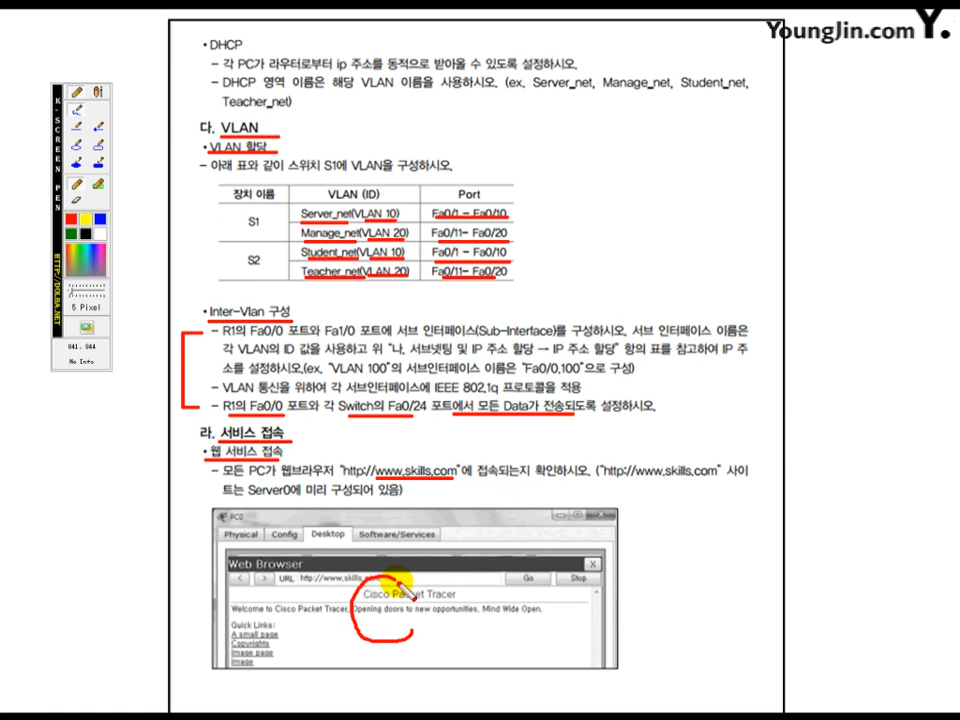 YoungJin.com Y.
• DHCP
– 각 PC가 라우터로부터 ip 주소를 동적으로 받아올 수 있도록 설정하시오.
– DHCP 영역 이름은 해당 VLAN 이름을 사용하시오. (ex. Server_net, Manage_net, Student_net,
Teacher_net)
다. VLAN
• VLAN 할당
– 아래 표와 같이 스위치 S1에 VLAN을 구성하시오.
장치 이름 VLAN (ID) Port
S1 Server_net(VLAN 10) Fa0/1 – Fa0/10
Manage_net(VLAN 20) Fa0/11– Fa0/20
S2 Student_net(VLAN 10) Fa0/1 – Fa0/10
Teacher_net(VLAN 20) Fa0/11– Fa0/20
• Inter-Vlan 구성
– R1의 Fa0/0 포트와 Fa1/0 포트에 서브 인터페이스(Sub-Interface)를 구성하시오. 서브 인터페이스 이름은
각 VLAN의 ID 값을 사용하고 위 "나. 서브넷팅 및 IP 주소 할당 → IP 주소 할당" 항의 표를 참고하여 IP 주
소를 설정하시오.(ex. "VLAN 100"의 서브인터페이스 이름은 "Fa0/0.100"으로 구성)
– VLAN 통신을 위하여 각 서브인터페이스에 IEEE 802.1q 프로토콜을 적용
– R1의 Fa0/0 포트와 각 Switch의 Fa0/24 포트에서 모든 Data가 전송되도록 설정하시오.
라. 서비스 접속
• 웹 서비스 접속
– 모든 PC가 웹브라우저 "http://www.skills.com"에 접속되는지 확인하시오. ("http://www.skills.com" 사이
트는 Server0에 미리 구성되어 있음)
PC0
Physical Config Desktop Software/Services
Web Browser X
< > URL http://www.skills.com Go Stop
Cisco Packet Tracer
Welcome to Cisco Packet Tracer. Opening doors to new opportunities. Mind Wide Open.
Quick Links:
A small page
Copyrights
Image page
Image
K-SCREEN PEN
HTTP://DOLBA.NET
5 Pixel
041. 044
No Info